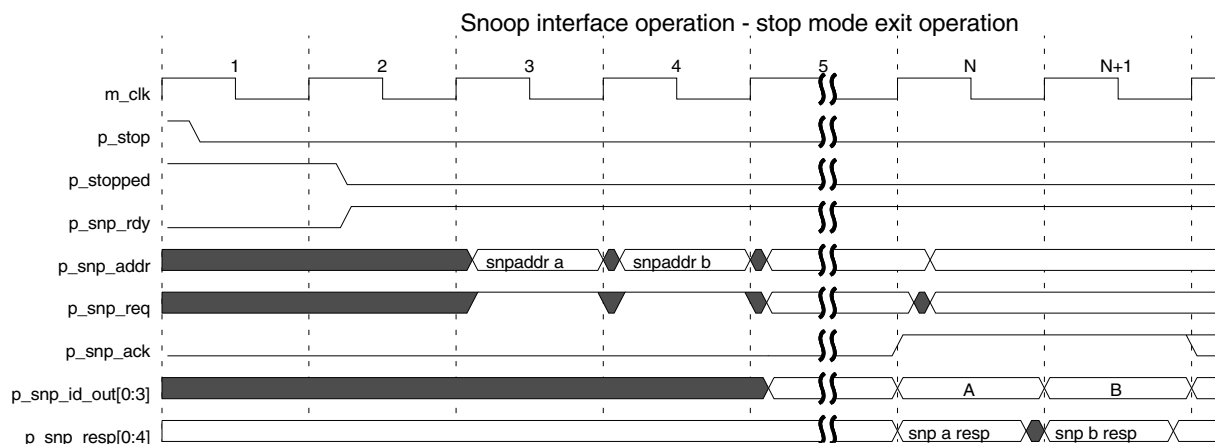 Snoop interface operation - stop mode exit operation
1 2 3 4 5 N N+1
m_clk
p_stop
p_stopped
p_snp_rdy
p_snp_addr snpaddr a snpaddr b
p_snp_req
p_snp_ack
p_snp_id_out[0:3] A B
p_snp_resp[0:4] snp a resp snp b resp